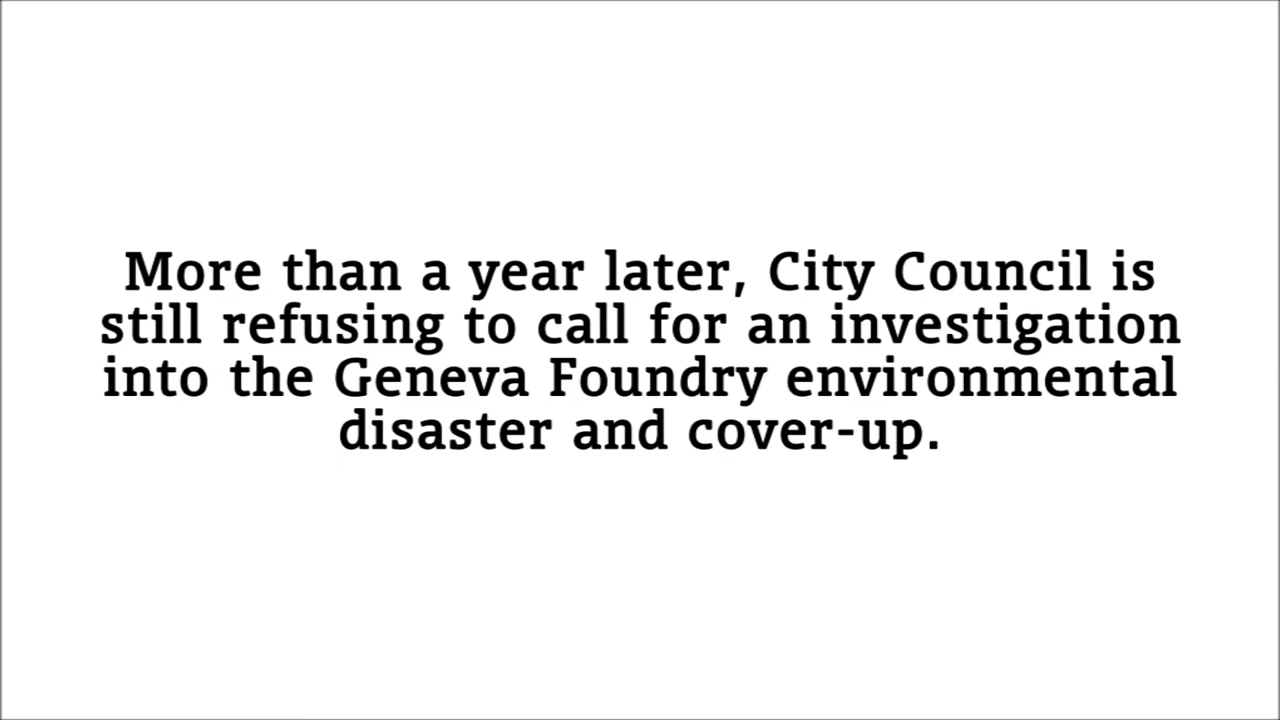 More than a year later, City Council is
still refusing to call for an investigation
into the Geneva Foundry environmental
disaster and cover-up.